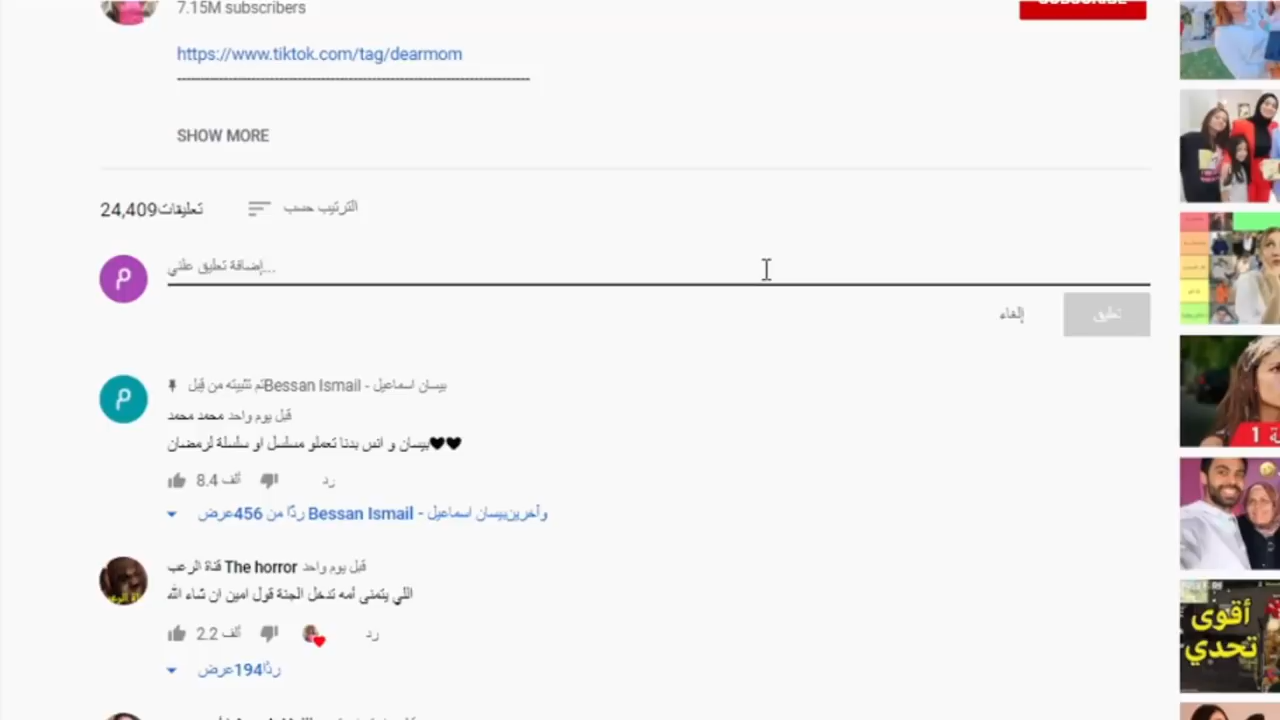 7.15M subscribers
SUBSCRIBE
https://www.tiktok.com/tag/dearmom
SHOW MORE
24,409تعليقات
الترتيب حسب
إضافة تعليق علني...
إلغاء
تعليق
تم تثبيته من قِبل Bessan Ismail - بيسان اسماعيل
محمد محمد قبل يوم واحد
بيسان و انس بدنا تعملو مسلسل او سلسلة لرمضان🖤🖤
8.4 ألف
رد
عرض 456 ردًا من Bessan Ismail - بيسان اسماعيل وآخرين
The horror قناة الرعب قبل يوم واحد
اللي يتمنى أمه تدخل الجنة قول امين ان شاء الله
2.2 ألف
رد
عرض 194 ردًا
1
أقوى
تحدي